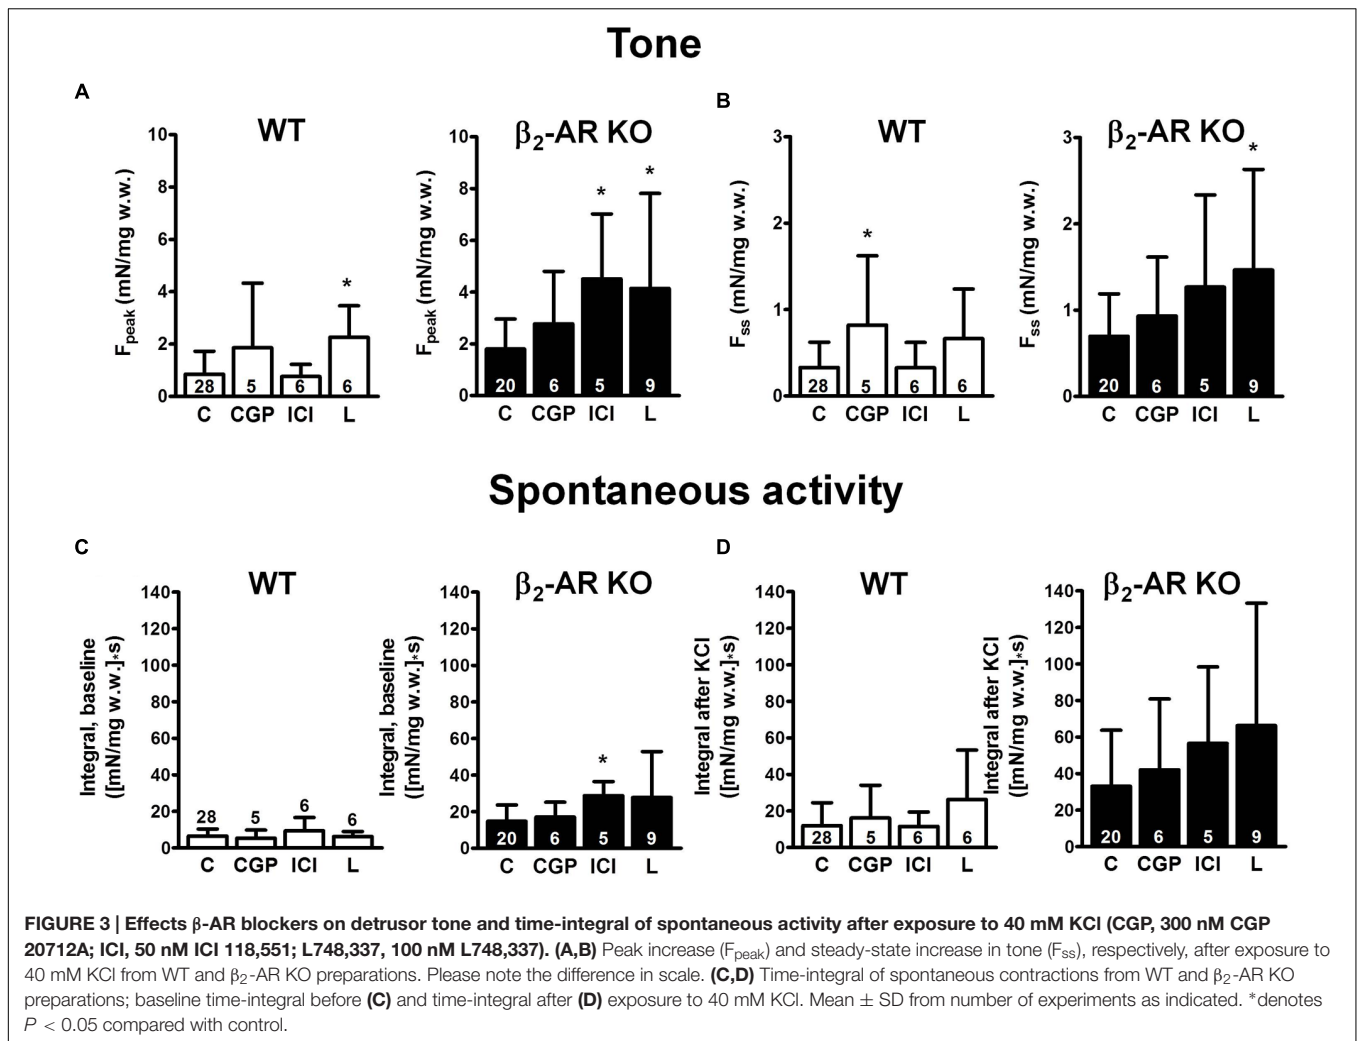 Tone
A
WT
F_peak (mN/mg w.w.)
10
8
6
4
2
0
28 5 6 6
*
C CGP ICI L
β₂-AR KO
F_peak (mN/mg w.w.)
10
8
6
4
2
0
* *
20 6 5 9
C CGP ICI L
B
WT
F_ss (mN/mg w.w.)
3
2
1
0
*
28 5 6 6
C CGP ICI L
β₂-AR KO
F_ss (mN/mg w.w.)
3
2
1
0
*
20 6 5 9
C CGP ICI L
Spontaneous activity
C
WT
Integral, baseline
([mN/mg w.w.]*s)
140
120
100
80
60
40
20
0
28 5 6 6
C CGP ICI L
β₂-AR KO
Integral, baseline
([mN/mg w.w.]*s)
140
120
100
80
60
40
20
0
*
20 6 5 9
C CGP ICI L
D
WT
Integral after KCl
([mN/mg w.w.]*s)
140
120
100
80
60
40
20
0
28 5 6 6
C CGP ICI L
β₂-AR KO
Integral after KCl
([mN/mg w.w.]*s)
140
120
100
80
60
40
20
0
20 6 5 9
C CGP ICI L
FIGURE 3 | Effects β-AR blockers on detrusor tone and time-integral of spontaneous activity after exposure to 40 mM KCl (CGP, 300 nM CGP
20712A; ICI, 50 nM ICI 118,551; L748,337, 100 nM L748,337). (A,B) Peak increase (F_peak) and steady-state increase in tone (F_ss), respectively, after exposure to
40 mM KCl from WT and β₂-AR KO preparations. Please note the difference in scale. (C,D) Time-integral of spontaneous contractions from WT and β₂-AR KO
preparations; baseline time-integral before (C) and time-integral after (D) exposure to 40 mM KCl. Mean ± SD from number of experiments as indicated. *denotes
P < 0.05 compared with control.